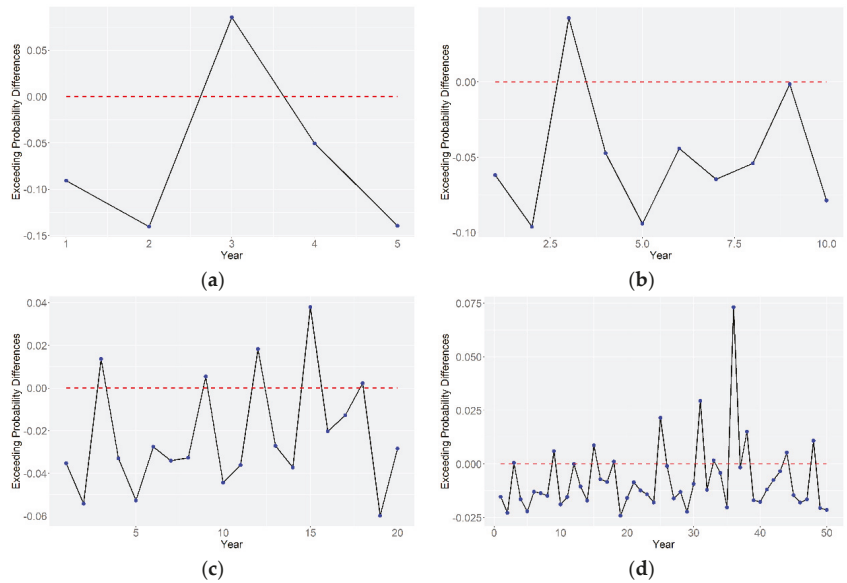 Exceeding Probability Differences
0.05
0.00
-0.05
-0.10
-0.15
1 2 3 4 5
Year
(a)
Exceeding Probability Differences
0.00
-0.05
-0.10
2.5 5.0 7.5 10.0
Year
(b)
Exceeding Probability Differences
0.04
0.02
0.00
-0.02
-0.04
-0.06
5 10 15 20
Year
(c)
Exceeding Probability Differences
0.075
0.050
0.025
0.000
-0.025
0 10 20 30 40 50
Year
(d)